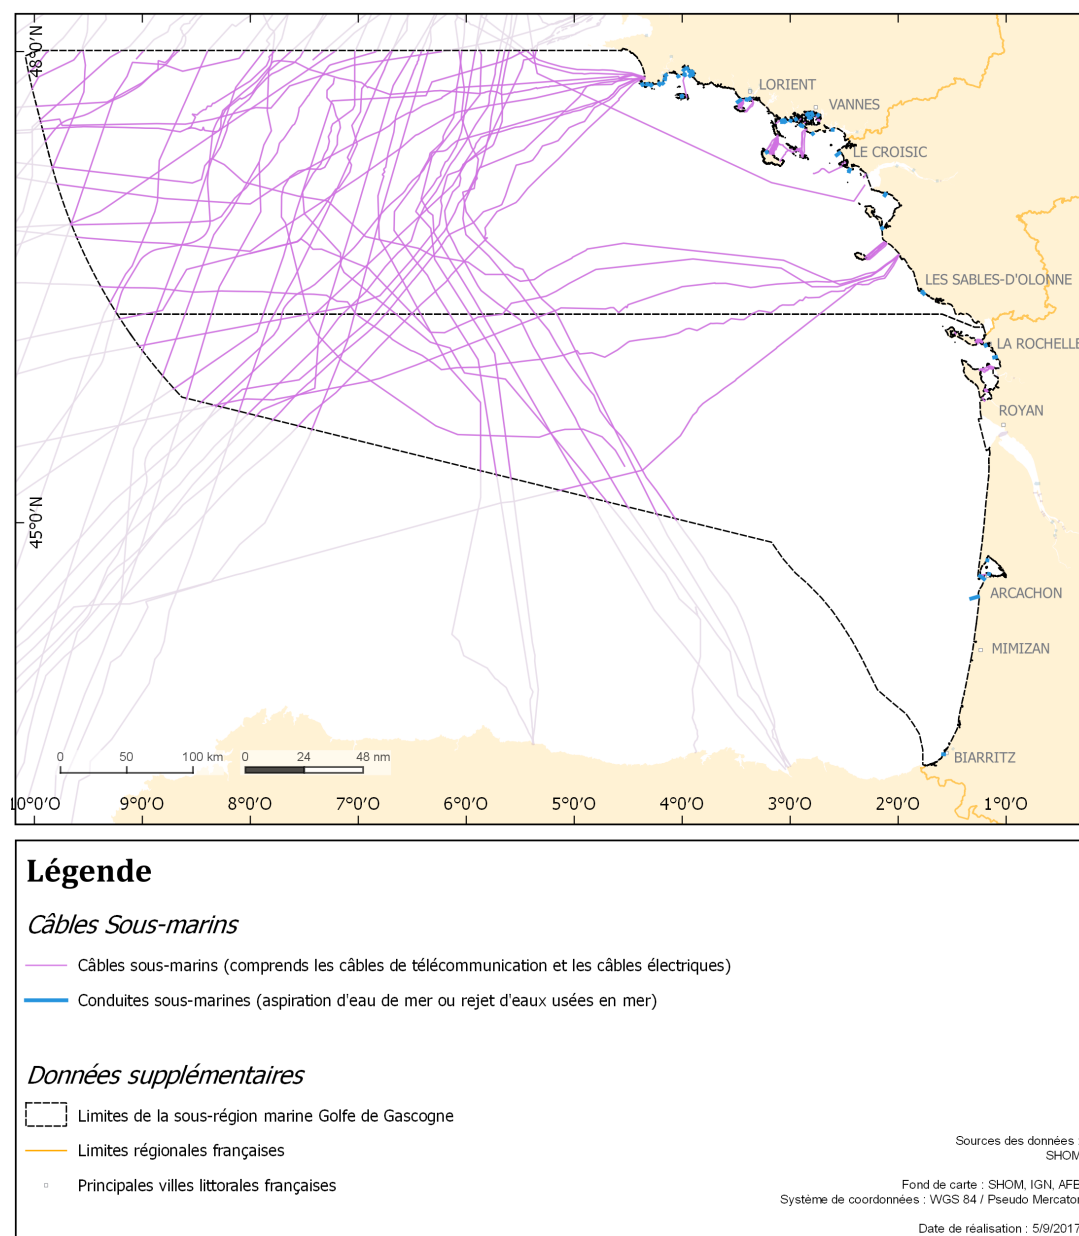 48°0'N
LORIENT
VANNES
LE CROISIC
LES SABLES-D'OLONNE
LA ROCHELLE
ROYAN
45°0'N
ARCACHON
MIMIZAN
BIARRITZ
0 50 100 km 0 24 48 nm
10°0'O 9°0'O 8°0'O 7°0'O 6°0'O 5°0'O 4°0'O 3°0'O 2°0'O 1°0'O
Légende
Câbles Sous-marins
Câbles sous-marins (comprends les câbles de télécommunication et les câbles électriques)
Conduites sous-marines (aspiration d'eau de mer ou rejet d'eaux usées en mer)
Données supplémentaires
Limites de la sous-région marine Golfe de Gascogne
Limites régionales françaises
Principales villes littorales françaises
Sources des données :
SHOM
Fond de carte : SHOM, IGN, AFB
Système de coordonnées : WGS 84 / Pseudo Mercator
Date de réalisation : 5/9/2017